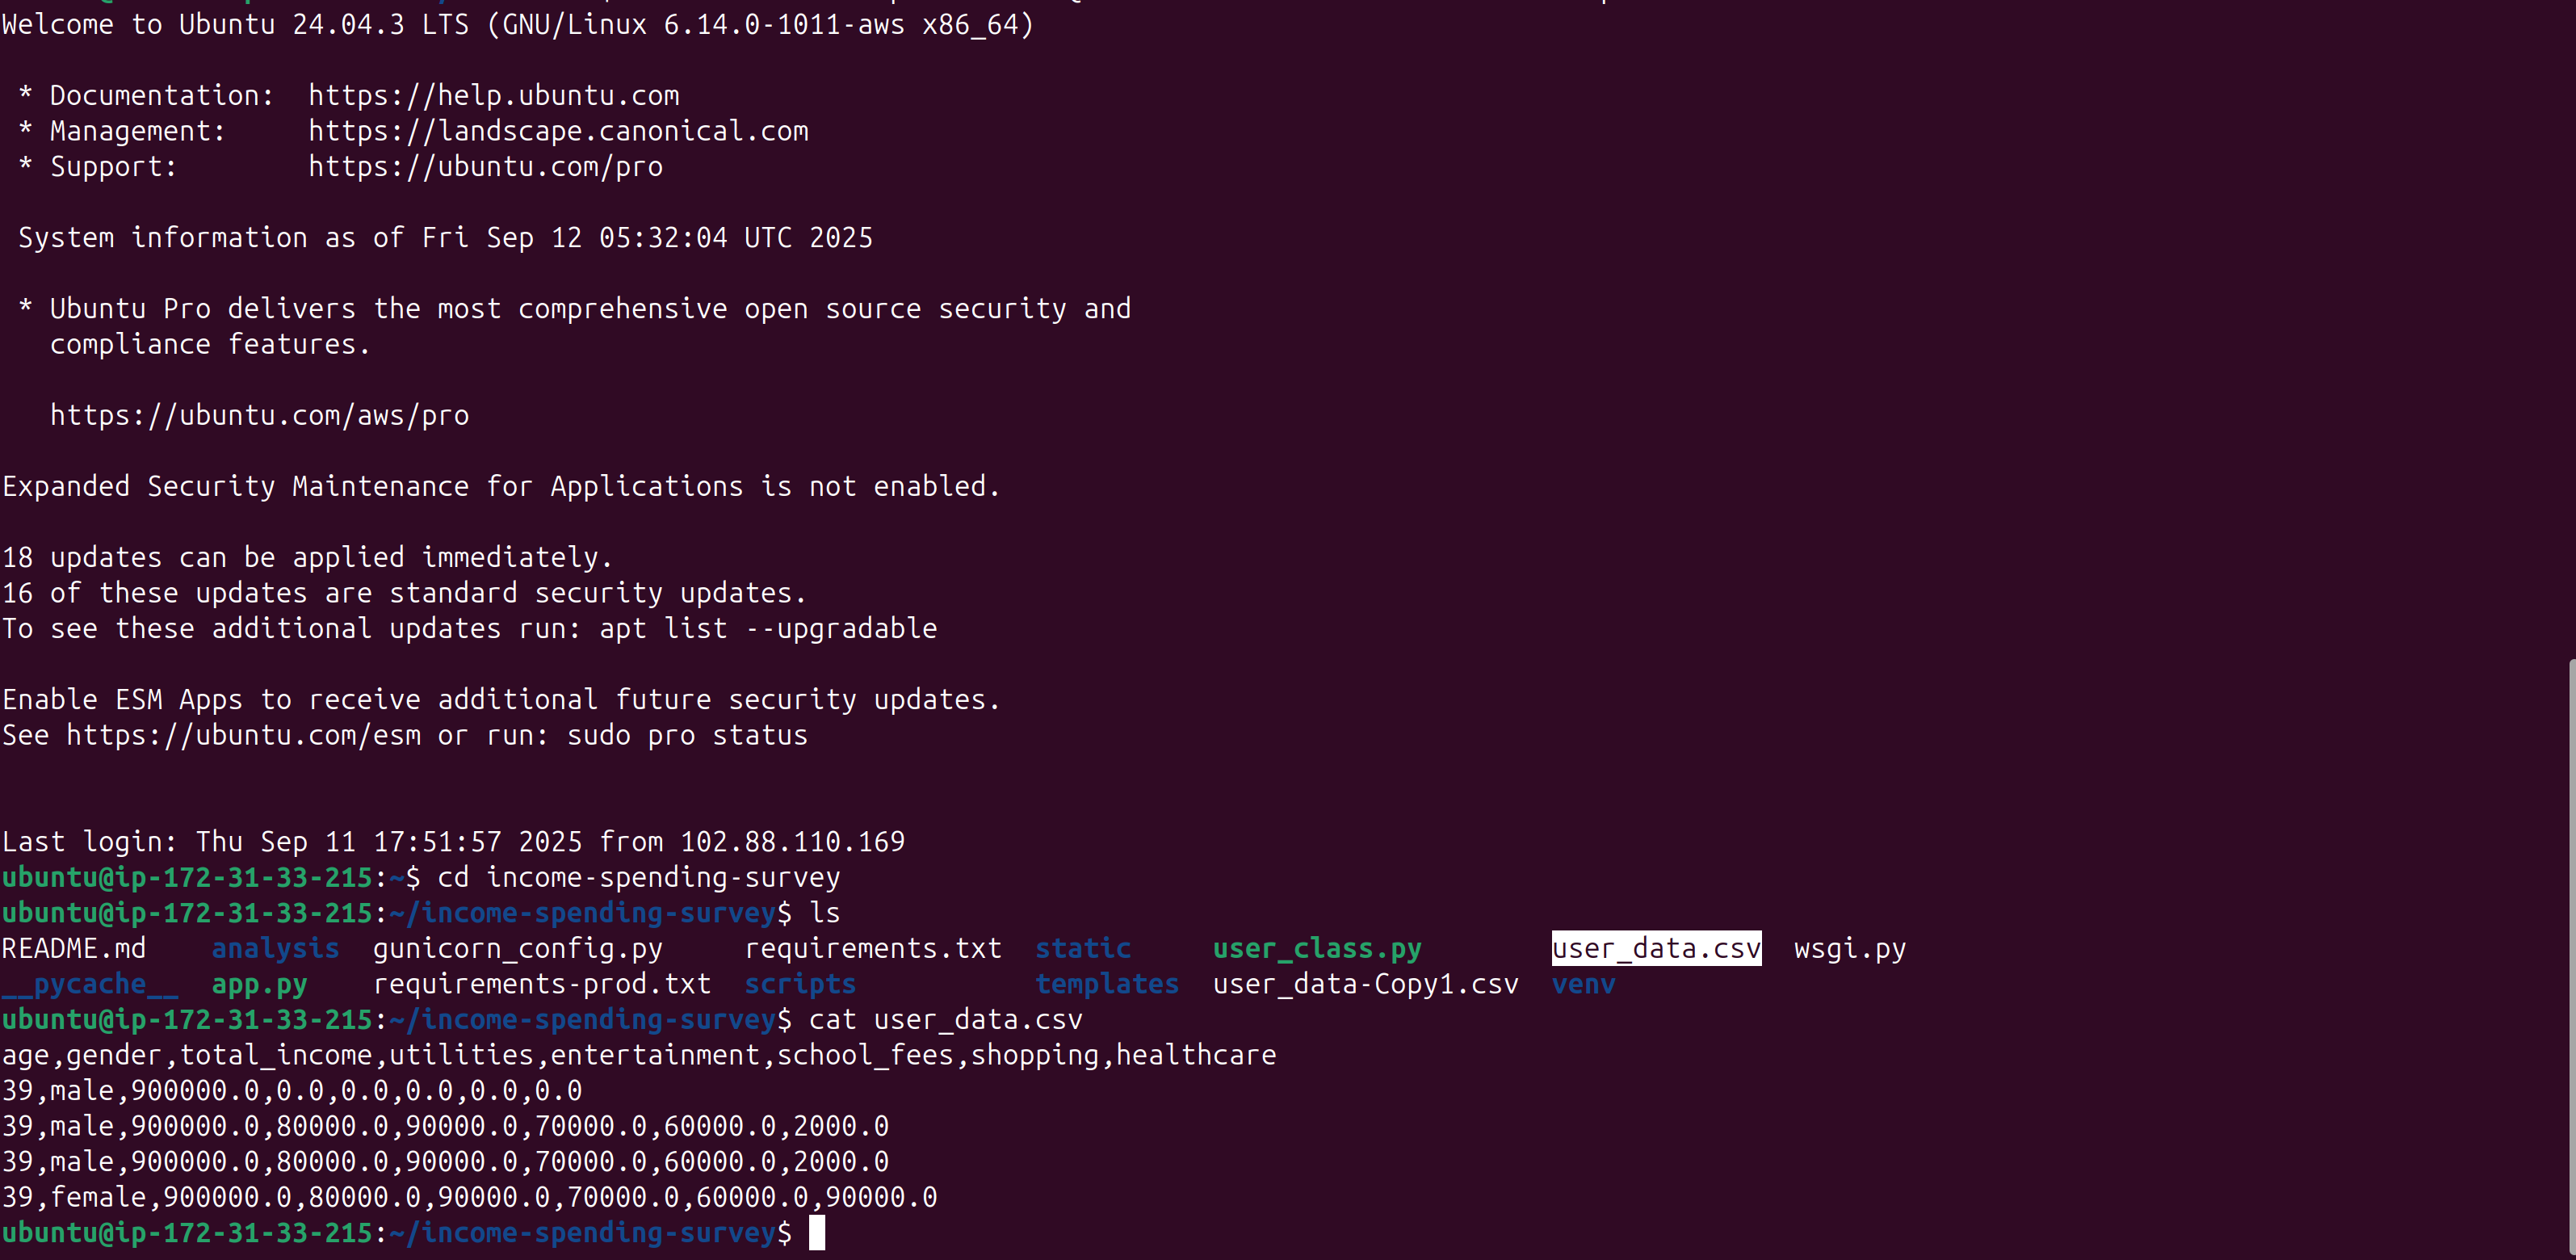 Welcome to Ubuntu 24.04.3 LTS (GNU/Linux 6.14.0-1011-aws x86_64)
* Documentation:  https://help.ubuntu.com
* Management:     https://landscape.canonical.com
* Support:        https://ubuntu.com/pro
System information as of Fri Sep 12 05:32:04 UTC 2025
* Ubuntu Pro delivers the most comprehensive open source security and
compliance features.
https://ubuntu.com/aws/pro
Expanded Security Maintenance for Applications is not enabled.
18 updates can be applied immediately.
16 of these updates are standard security updates.
To see these additional updates run: apt list --upgradable
Enable ESM Apps to receive additional future security updates.
See https://ubuntu.com/esm or run: sudo pro status
Last login: Thu Sep 11 17:51:57 2025 from 102.88.110.169
ubuntu@ip-172-31-33-215:~$ cd income-spending-survey
ubuntu@ip-172-31-33-215:~/income-spending-survey$ ls
README.md    analysis  gunicorn_config.py     requirements.txt  static     user_class.py        user_data.csv  wsgi.py
__pycache__  app.py    requirements-prod.txt  scripts           templates  user_data-Copy1.csv  venv
ubuntu@ip-172-31-33-215:~/income-spending-survey$ cat user_data.csv
age,gender,total_income,utilities,entertainment,school_fees,shopping,healthcare
39,male,900000.0,0.0,0.0,0.0,0.0,0.0
39,male,900000.0,80000.0,90000.0,70000.0,60000.0,2000.0
39,male,900000.0,80000.0,90000.0,70000.0,60000.0,2000.0
39,female,900000.0,80000.0,90000.0,70000.0,60000.0,90000.0
ubuntu@ip-172-31-33-215:~/income-spending-survey$